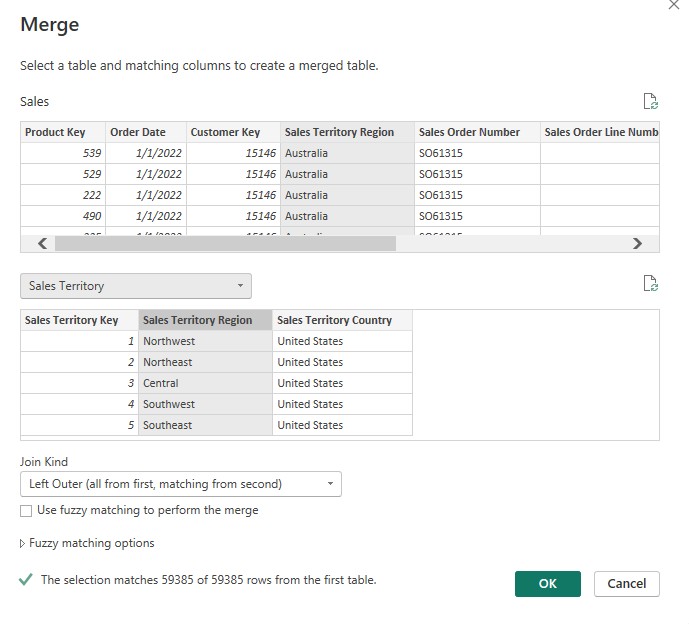 Merge
Select a table and matching columns to create a merged table.
Sales
Product Key Order Date Customer Key Sales Territory Region Sales Order Number Sales Order Line Numb
539 1/1/2022 15146 Australia SO61315
529 1/1/2022 15146 Australia SO61315
222 1/1/2022 15146 Australia SO61315
490 1/1/2022 15146 Australia SO61315
Sales Territory
Sales Territory Key Sales Territory Region Sales Territory Country
1 Northwest United States
2 Northeast United States
3 Central United States
4 Southwest United States
5 Southeast United States
Join Kind
Left Outer (all from first, matching from second)
Use fuzzy matching to perform the merge
Fuzzy matching options
The selection matches 59385 of 59385 rows from the first table.
OK Cancel